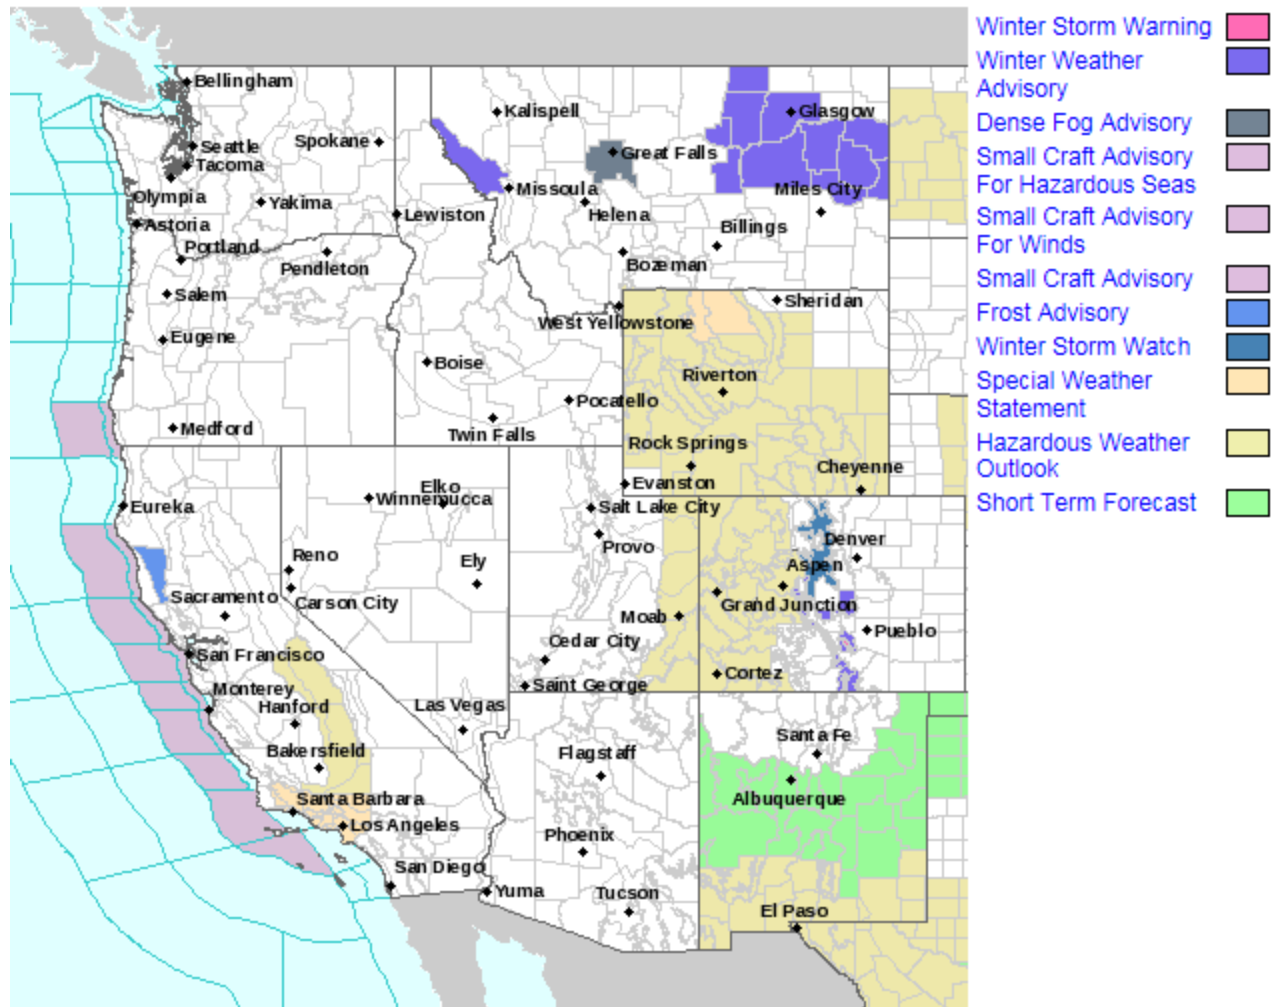 Winter Storm Warning
Winter Weather
Advisory
Dense Fog Advisory
Small Craft Advisory
For Hazardous Seas
Small Craft Advisory
For Winds
Small Craft Advisory
Frost Advisory
Winter Storm Watch
Special Weather
Statement
Hazardous Weather
Outlook
Short Term Forecast
Bellingham
Kalispell
Glasgow
Seattle
Spokane
Great Falls
Tacoma
Missoula
Miles City
Olympia
Yakima
Lewiston
Helena
Astoria
Billings
Portland
Pendleton
Bozeman
Salem
Sheridan
West Yellowstone
Eugene
Boise
Riverton
Pocatello
Medford
Twin Falls
Rock Springs
Cheyenne
Evanston
Elko
Winnemucca
Eureka
Salt Lake City
Denver
Provo
Reno
Ely
Aspen
Sacramento
Carson City
Grand Junction
Moab
Pueblo
Cedar City
San Francisco
Cortez
Saint George
Monterey
Hanford
Las Vegas
Santa Fe
Bakersfield
Flagstaff
Santa Barbara
Albuquerque
Los Angeles
Phoenix
San Diego
Yuma
Tucson
El Paso